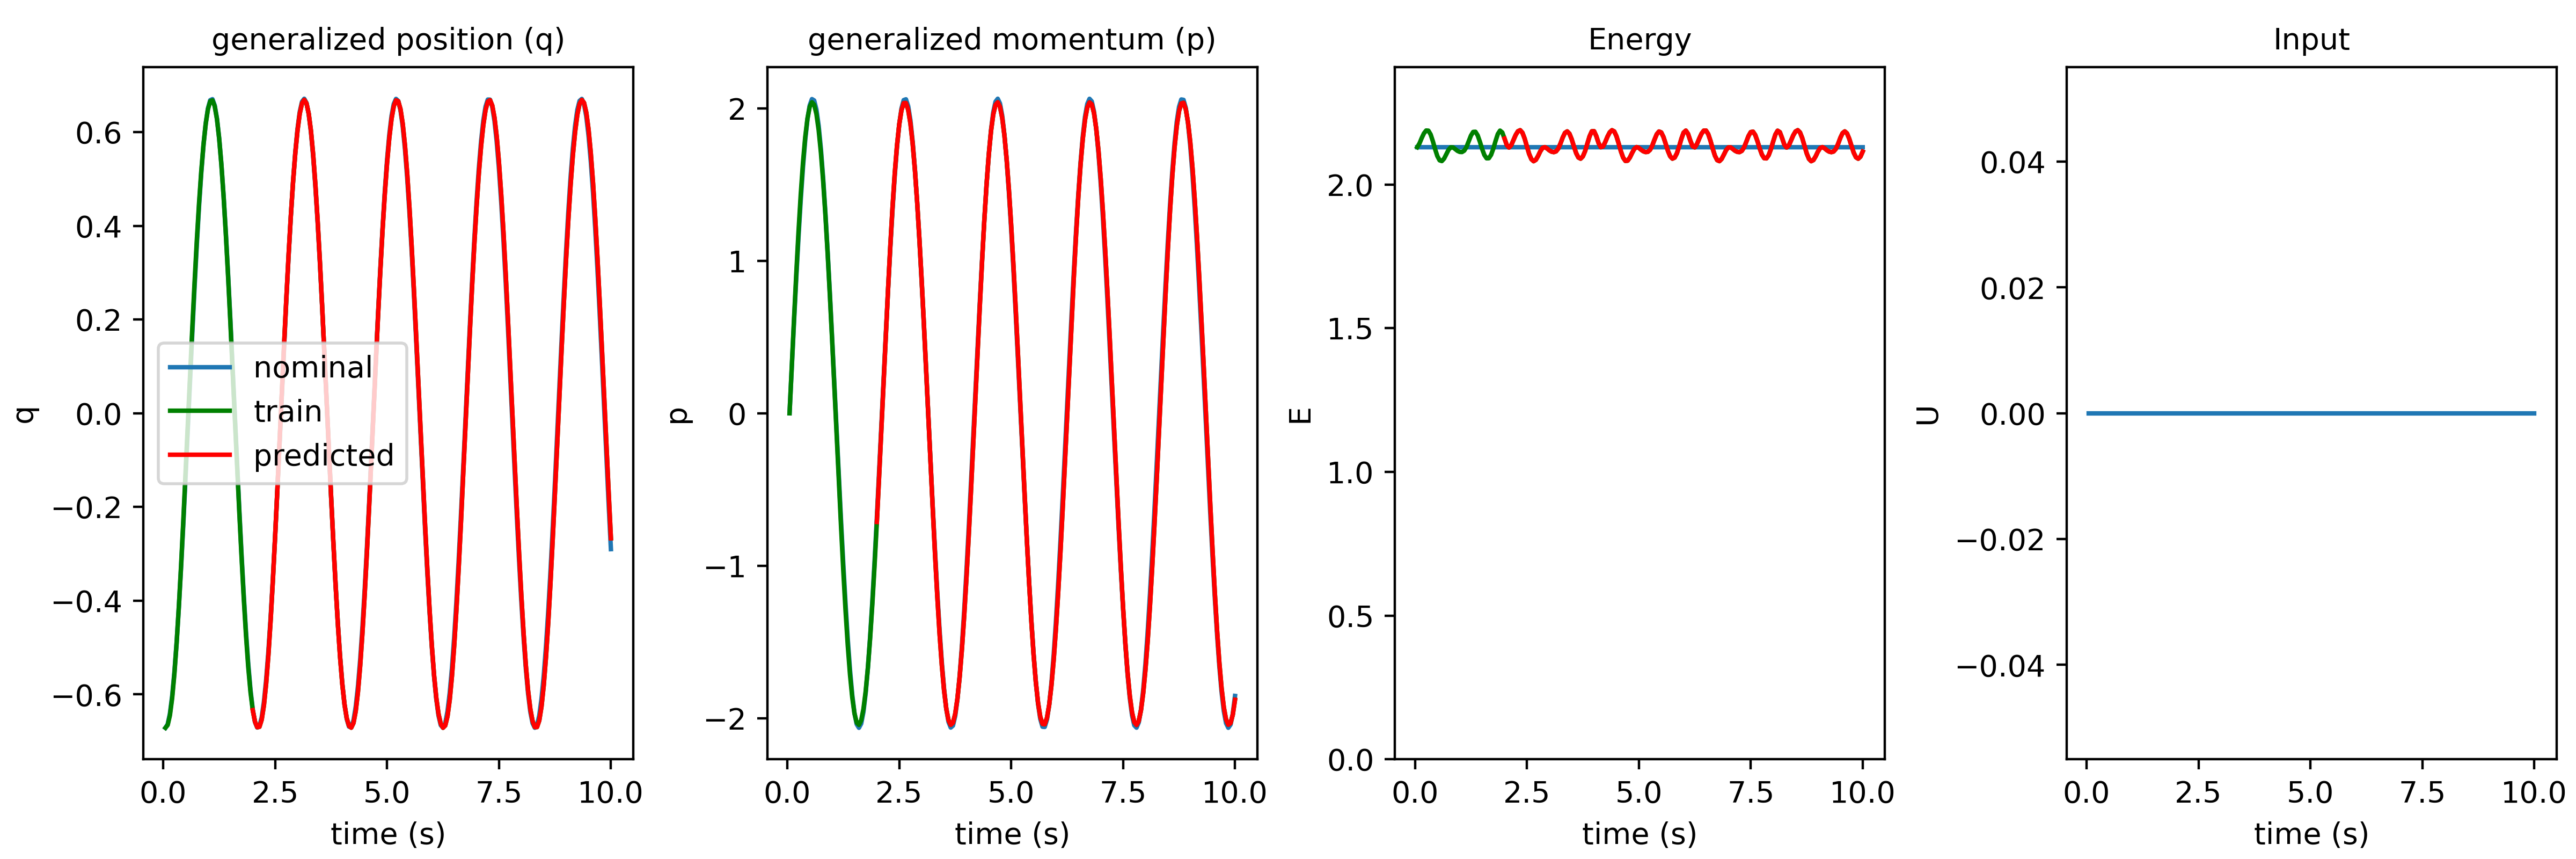 generalized position (q)
q
0.6
0.4
0.2
0.0
−0.2
−0.4
−0.6
nominal
train
predicted
0.0 2.5 5.0 7.5 10.0
time (s)
generalized momentum (p)
p
2
1
0
−1
−2
0.0 2.5 5.0 7.5 10.0
time (s)
Energy
E
2.0
1.5
1.0
0.5
0.0
0.0 2.5 5.0 7.5 10.0
time (s)
Input
U
0.04
0.02
0.00
−0.02
−0.04
0.0 2.5 5.0 7.5 10.0
time (s)